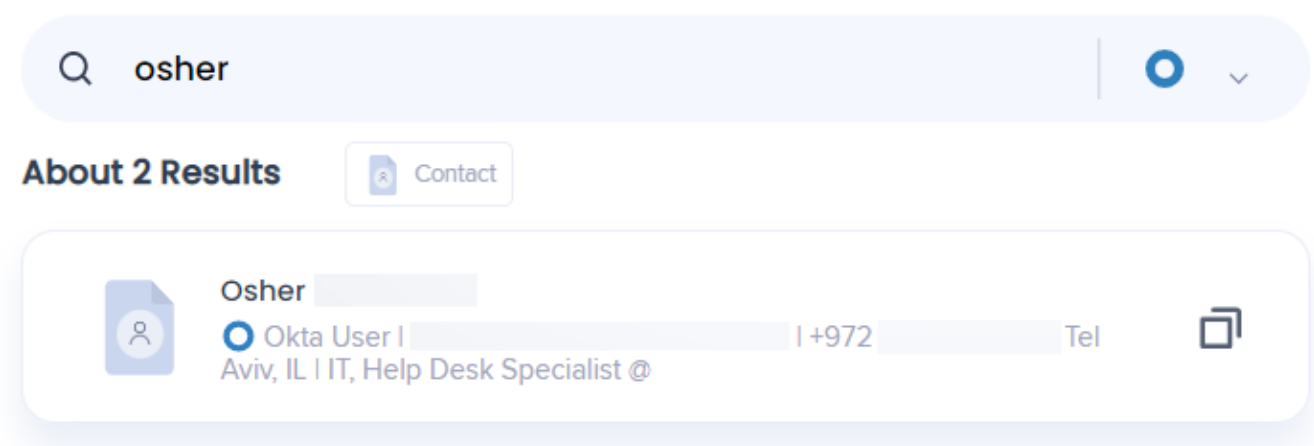 osher
About 2 Results
Contact
Osher
Okta User | | +972 Tel
Aviv, IL | IT, Help Desk Specialist @